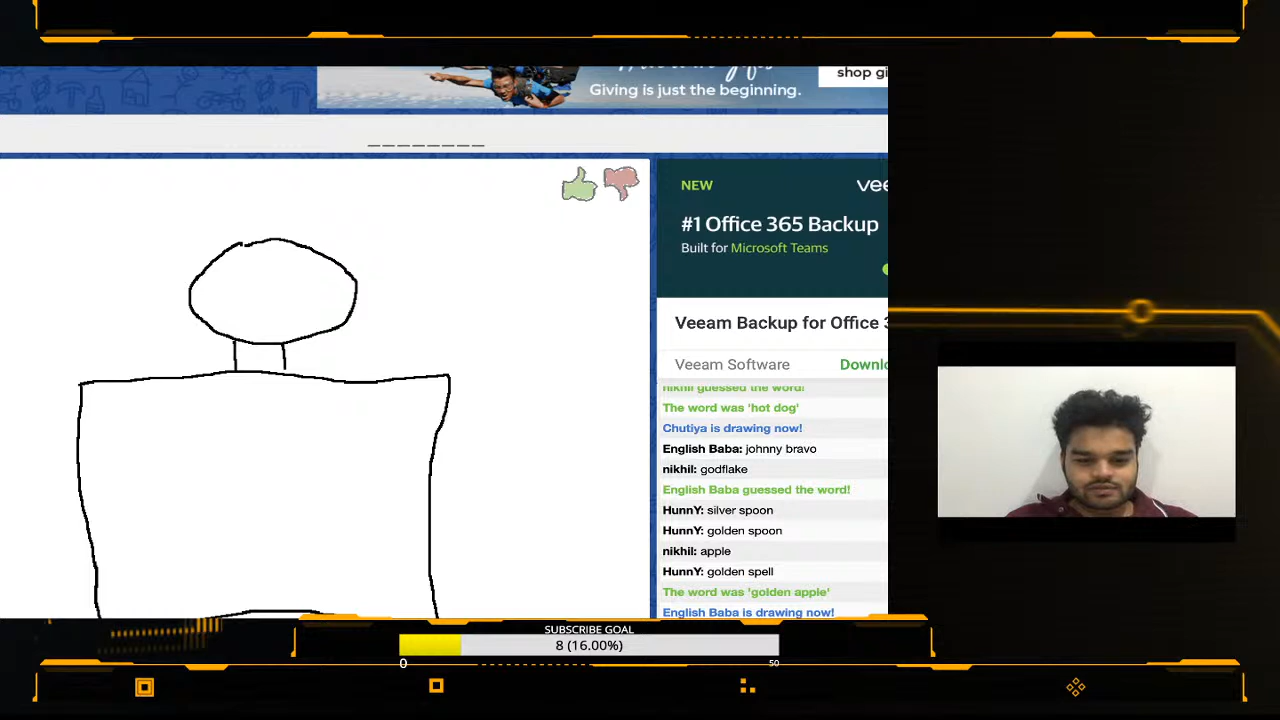 shop gi
Giving is just the beginning.
________
NEW
vee
#1 Office 365 Backup
Built for Microsoft Teams
Veeam Backup for Office 3
Veeam Software
Downlo
nikhil guessed the word!
The word was 'hot dog'
Chutiya is drawing now!
English Baba: johnny bravo
nikhil: godflake
English Baba guessed the word!
HunnY: silver spoon
HunnY: golden spoon
nikhil: apple
HunnY: golden spell
The word was 'golden apple'
English Baba is drawing now!
SUBSCRIBE GOAL
8 (16.00%)
0
50